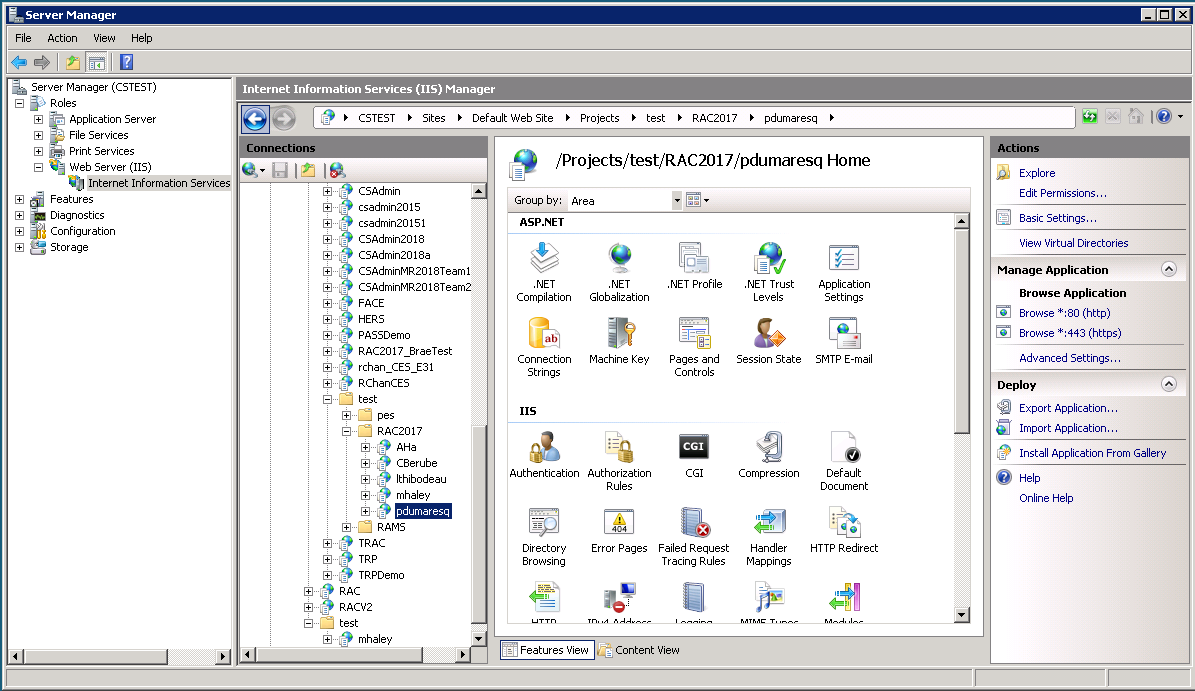 Server Manager
File Action View Help
Server Manager (CSTEST)
Roles
Application Server
File Services
Print Services
Web Server (IIS)
Internet Information Services
Features
Diagnostics
Configuration
Storage
Internet Information Services (IIS) Manager
CSTEST Sites Default Web Site Projects test RAC2017 pdumaresq
Connections
CSAdmin
csadmin2015
csadmin20151
CSAdmin2018
CSAdmin2018a
CSAdminMR2018Team1
CSAdminMR2018Team2
FACE
HERS
PASSDemo
RAC2017_BraeTest
rchan_CES_E31
RChanCES
test
pes
RAC2017
AHa
CBerube
lthibodeau
mhaley
pdumaresq
RAMS
TRAC
TRP
TRPDemo
RAC
RACV2
test
mhaley
/Projects/test/RAC2017/pdumaresq Home
Group by: Area
ASP.NET
.NET Compilation
.NET Globalization
.NET Profile
.NET Trust Levels
Application Settings
ab
Connection Strings
Machine Key
Pages and Controls
Session State
SMTP E-mail
IIS
Authentication
Authorization Rules
CGI
CGI
Compression
Default Document
Directory Browsing
404
Error Pages
Failed Request Tracing Rules
Handler Mappings
HTTP Redirect
HTTP
IPv4 Address
Logging
MIME Types
Modules
Features View
Content View
Actions
Explore
Edit Permissions...
Basic Settings...
View Virtual Directories
Manage Application
Browse Application
Browse *:80 (http)
Browse *:443 (https)
Advanced Settings...
Deploy
Export Application...
Import Application...
Install Application From Gallery
Help
Online Help